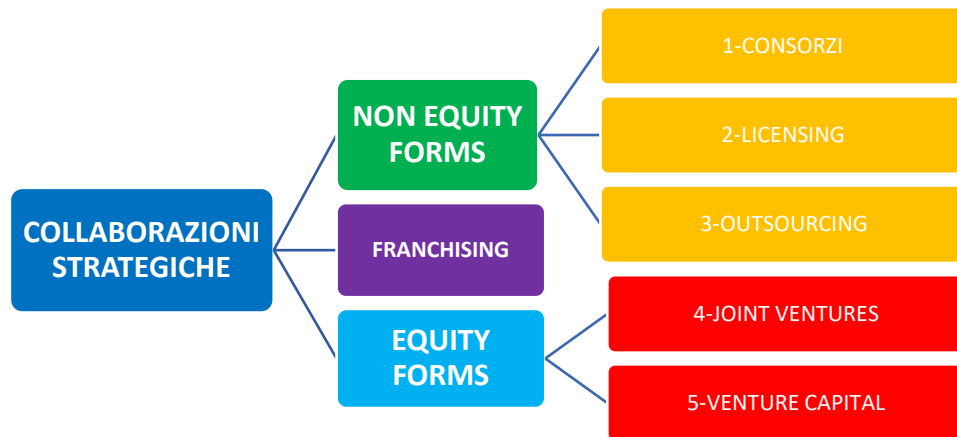 COLLABORAZIONI
STRATEGICHE
NON EQUITY
FORMS
1-CONSORZI
2-LICENSING
3-OUTSOURCING
FRANCHISING
EQUITY
FORMS
4-JOINT VENTURES
5-VENTURE CAPITAL